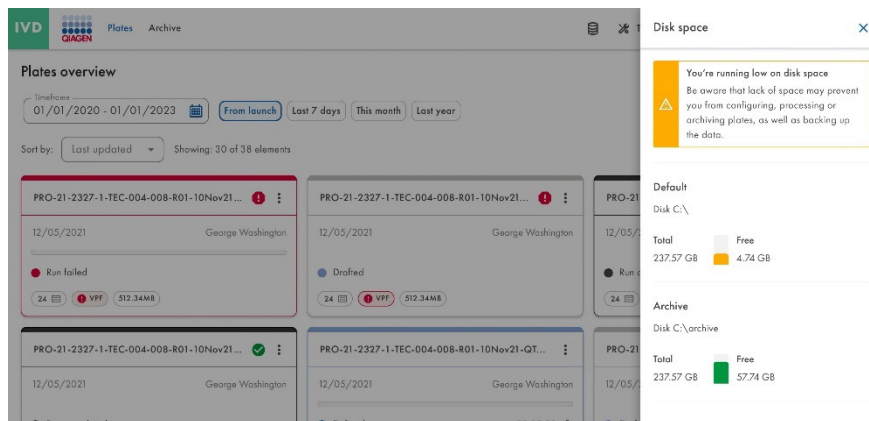 IVD
QIAGEN
Plates
Archive
Plates overview
Timeframe
01/01/2020 - 01/01/2023
From launch
Last 7 days
This month
Last year
Sort by:
Last updated
Showing: 30 of 38 elements
PRO-21-2327-1-TEC-004-008-R01-10Nov21...
12/05/2021
George Washington
Run failed
24
VPF
512.34MB
PRO-21-2327-1-TEC-004-008-R01-10Nov21...
12/05/2021
George Washington
Drafted
24
VPF
512.34MB
PRO-21
12/05/
Run
24
PRO-21-2327-1-TEC-004-008-R01-10Nov21...
12/05/2021
George Washington
PRO-21-2327-1-TEC-004-008-R01-10Nov21-QT...
12/05/2021
George Washington
PRO-21
12/05/
Disk space
You're running low on disk space
Be aware that lack of space may prevent
you from configuring, processing or
archiving plates, as well as backing up
the data.
Default
Disk C:\
Total
Free
237.57 GB
4.74 GB
Archive
Disk C:\archive
Total
Free
237.57 GB
57.74 GB